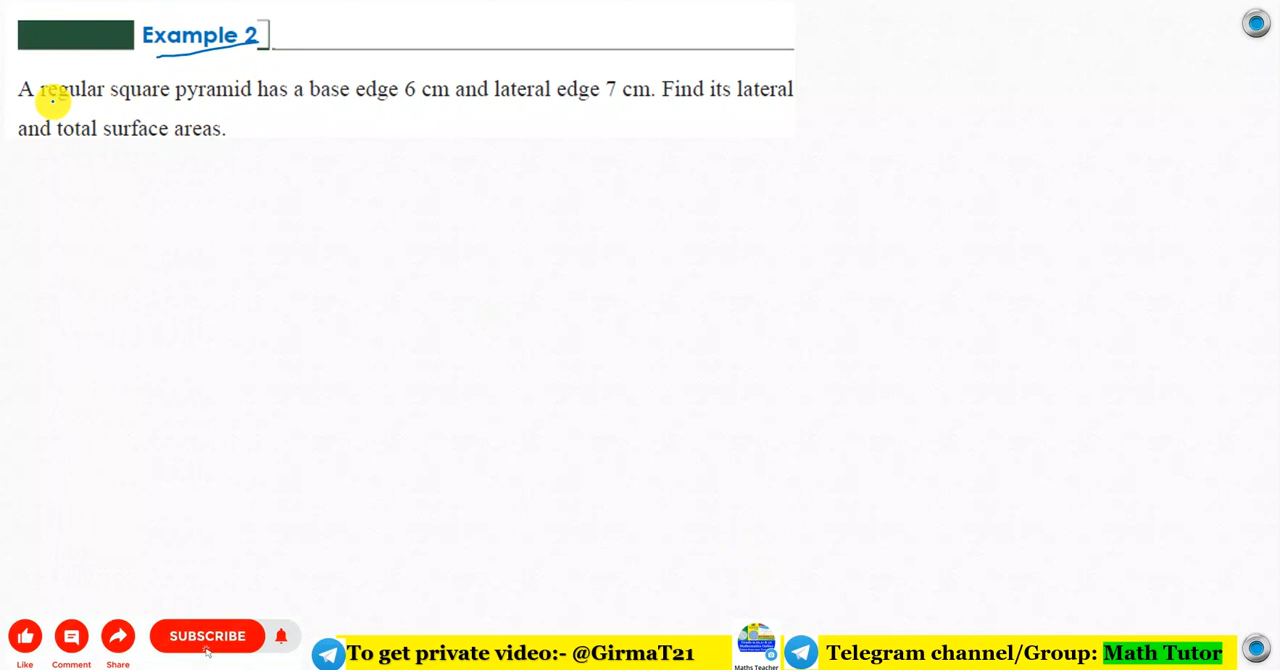 Example 2
A regular square pyramid has a base edge 6 cm and lateral edge 7 cm. Find its lateral
and total surface areas.
SUBSCRIBE
Like
Comment
Share
To get private video:- @GirmaT21
Maths Teacher
Telegram channel/Group: Math Tutor